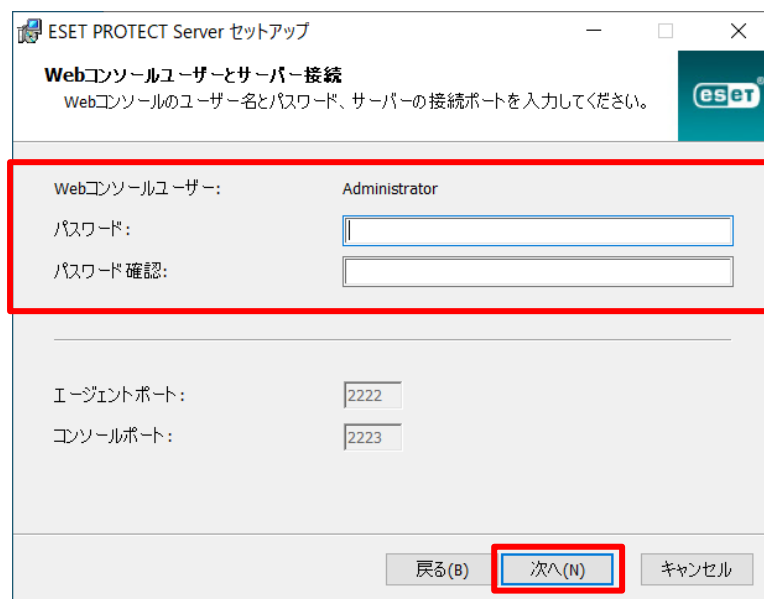 ESET PROTECT Server セットアップ
Webコンソールユーザーとサーバー接続
Webコンソールのユーザー名とパスワード、サーバーの接続ポートを入力してください。
eset®
Webコンソールユーザー: Administrator
パスワード:
パスワード確認:
エージェントポート: 2222
コンソールポート: 2223
戻る(B) 次へ(N) キャンセル